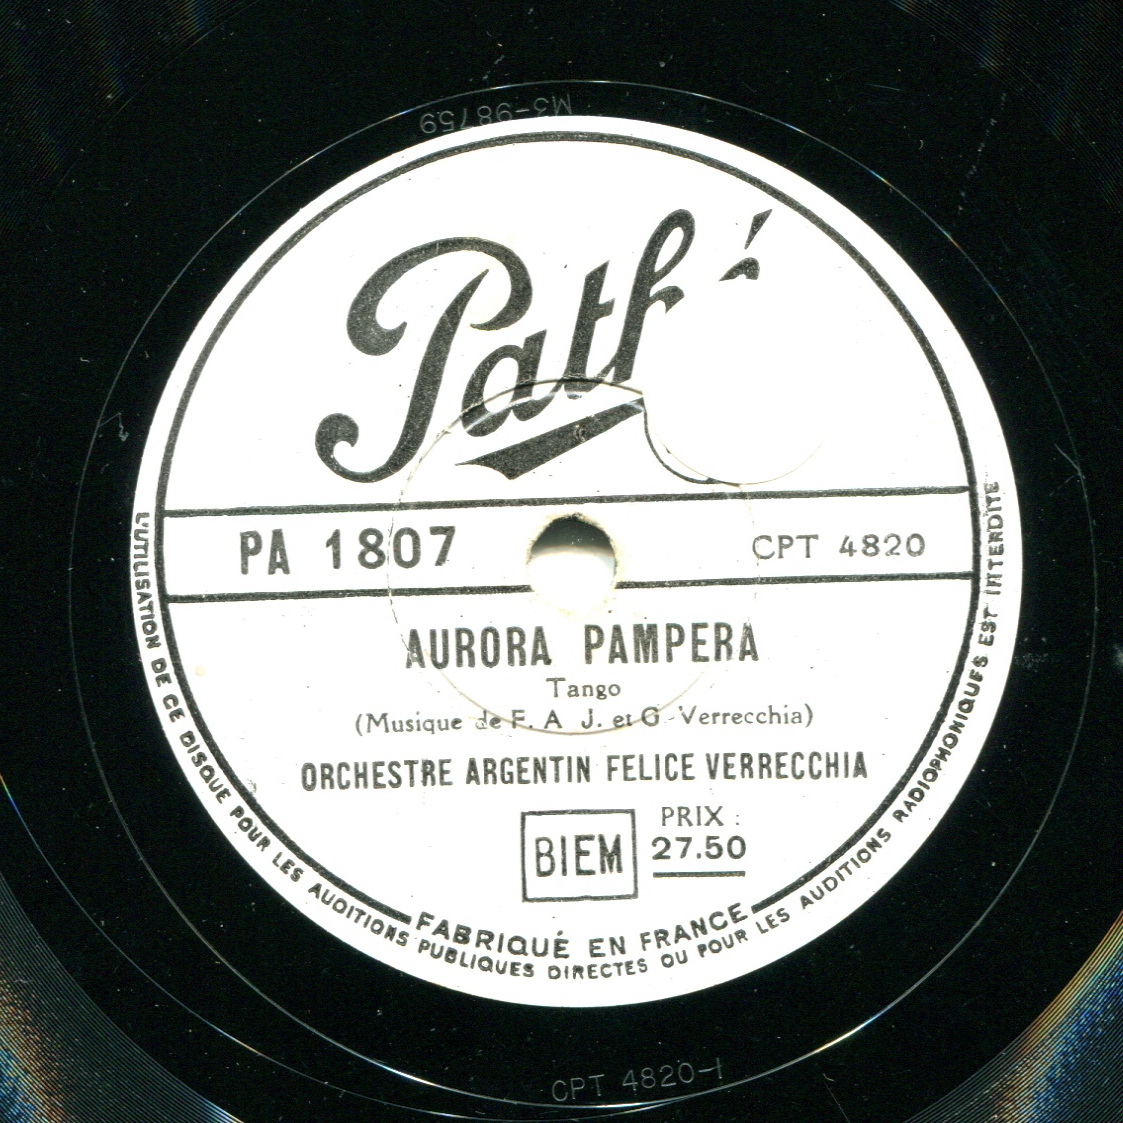 M3-98759
Path'
PA 1807
CPT 4820
AURORA PAMPERA
Tango
(Musique de F. A J. et G. Verrecchia)
ORCHESTRE ARGENTIN FELICE VERRECCHIA
BIEM
PRIX :
27.50
FABRIQUÉ EN FRANCE
L'UTILISATION DE CE DISQUE POUR LES AUDITIONS PUBLIQUES DIRECTES OU POUR LES AUDITIONS RADIOPHONIQUES EST INTERDITE
CPT 4820-1